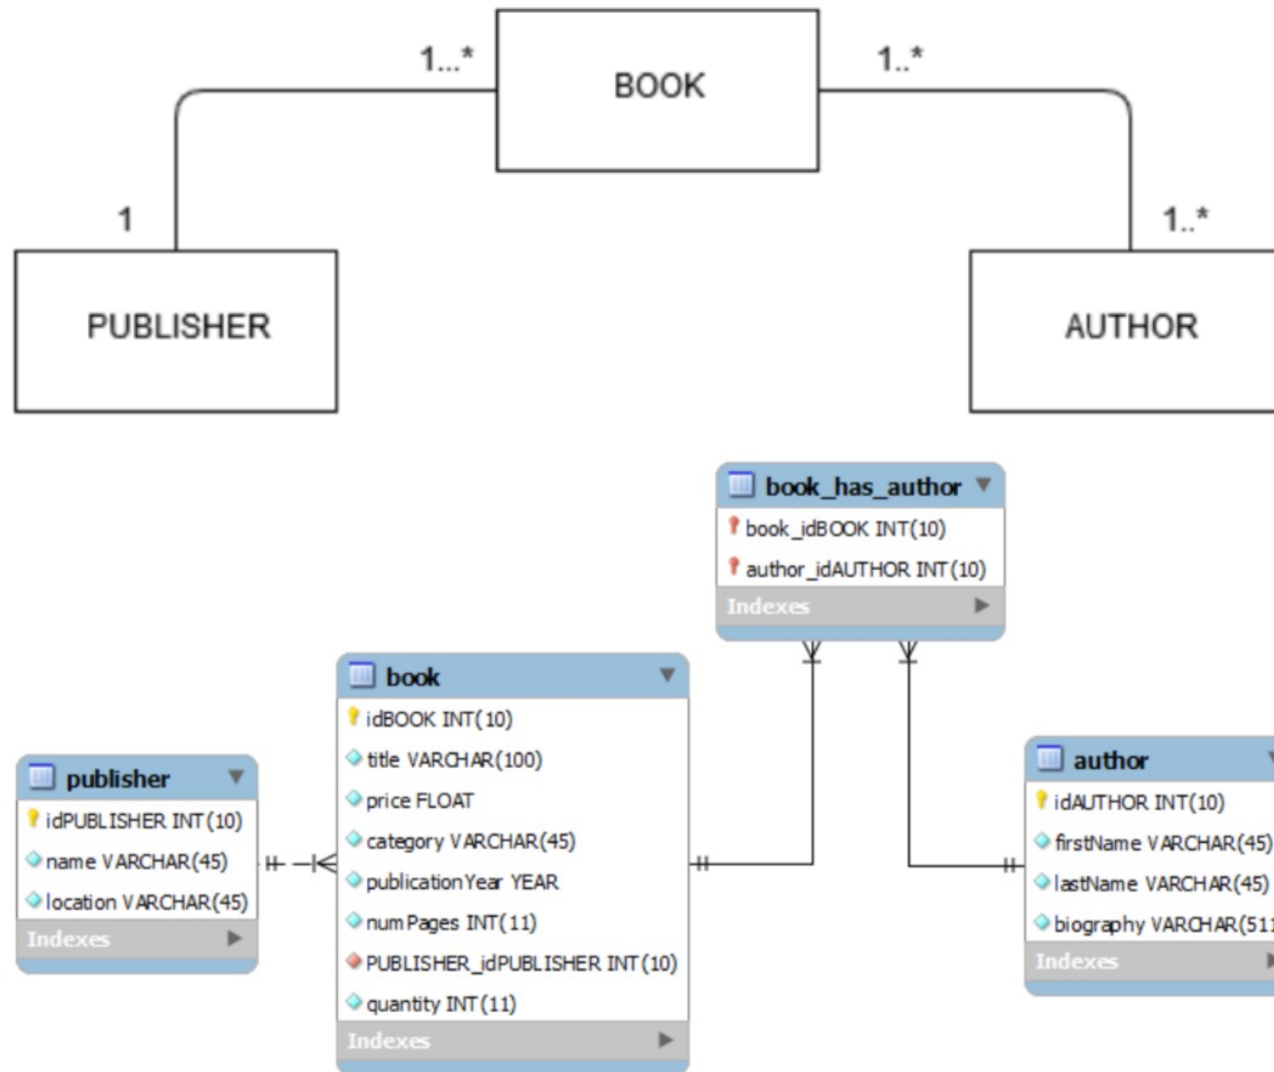 1...*
BOOK
1..*
1
PUBLISHER
1..*
AUTHOR
book_has_author
book_idBOOK INT(10)
author_idAUTHOR INT(10)
Indexes
book
idBOOK INT(10)
title VARCHAR(100)
price FLOAT
category VARCHAR(45)
publicationYear YEAR
numPages INT(11)
PUBLISHER_idPUBLISHER INT(10)
quantity INT(11)
Indexes
publisher
idPUBLISHER INT(10)
name VARCHAR(45)
location VARCHAR(45)
Indexes
author
idAUTHOR INT(10)
firstName VARCHAR(45)
lastName VARCHAR(45)
biography VARCHAR(511
Indexes